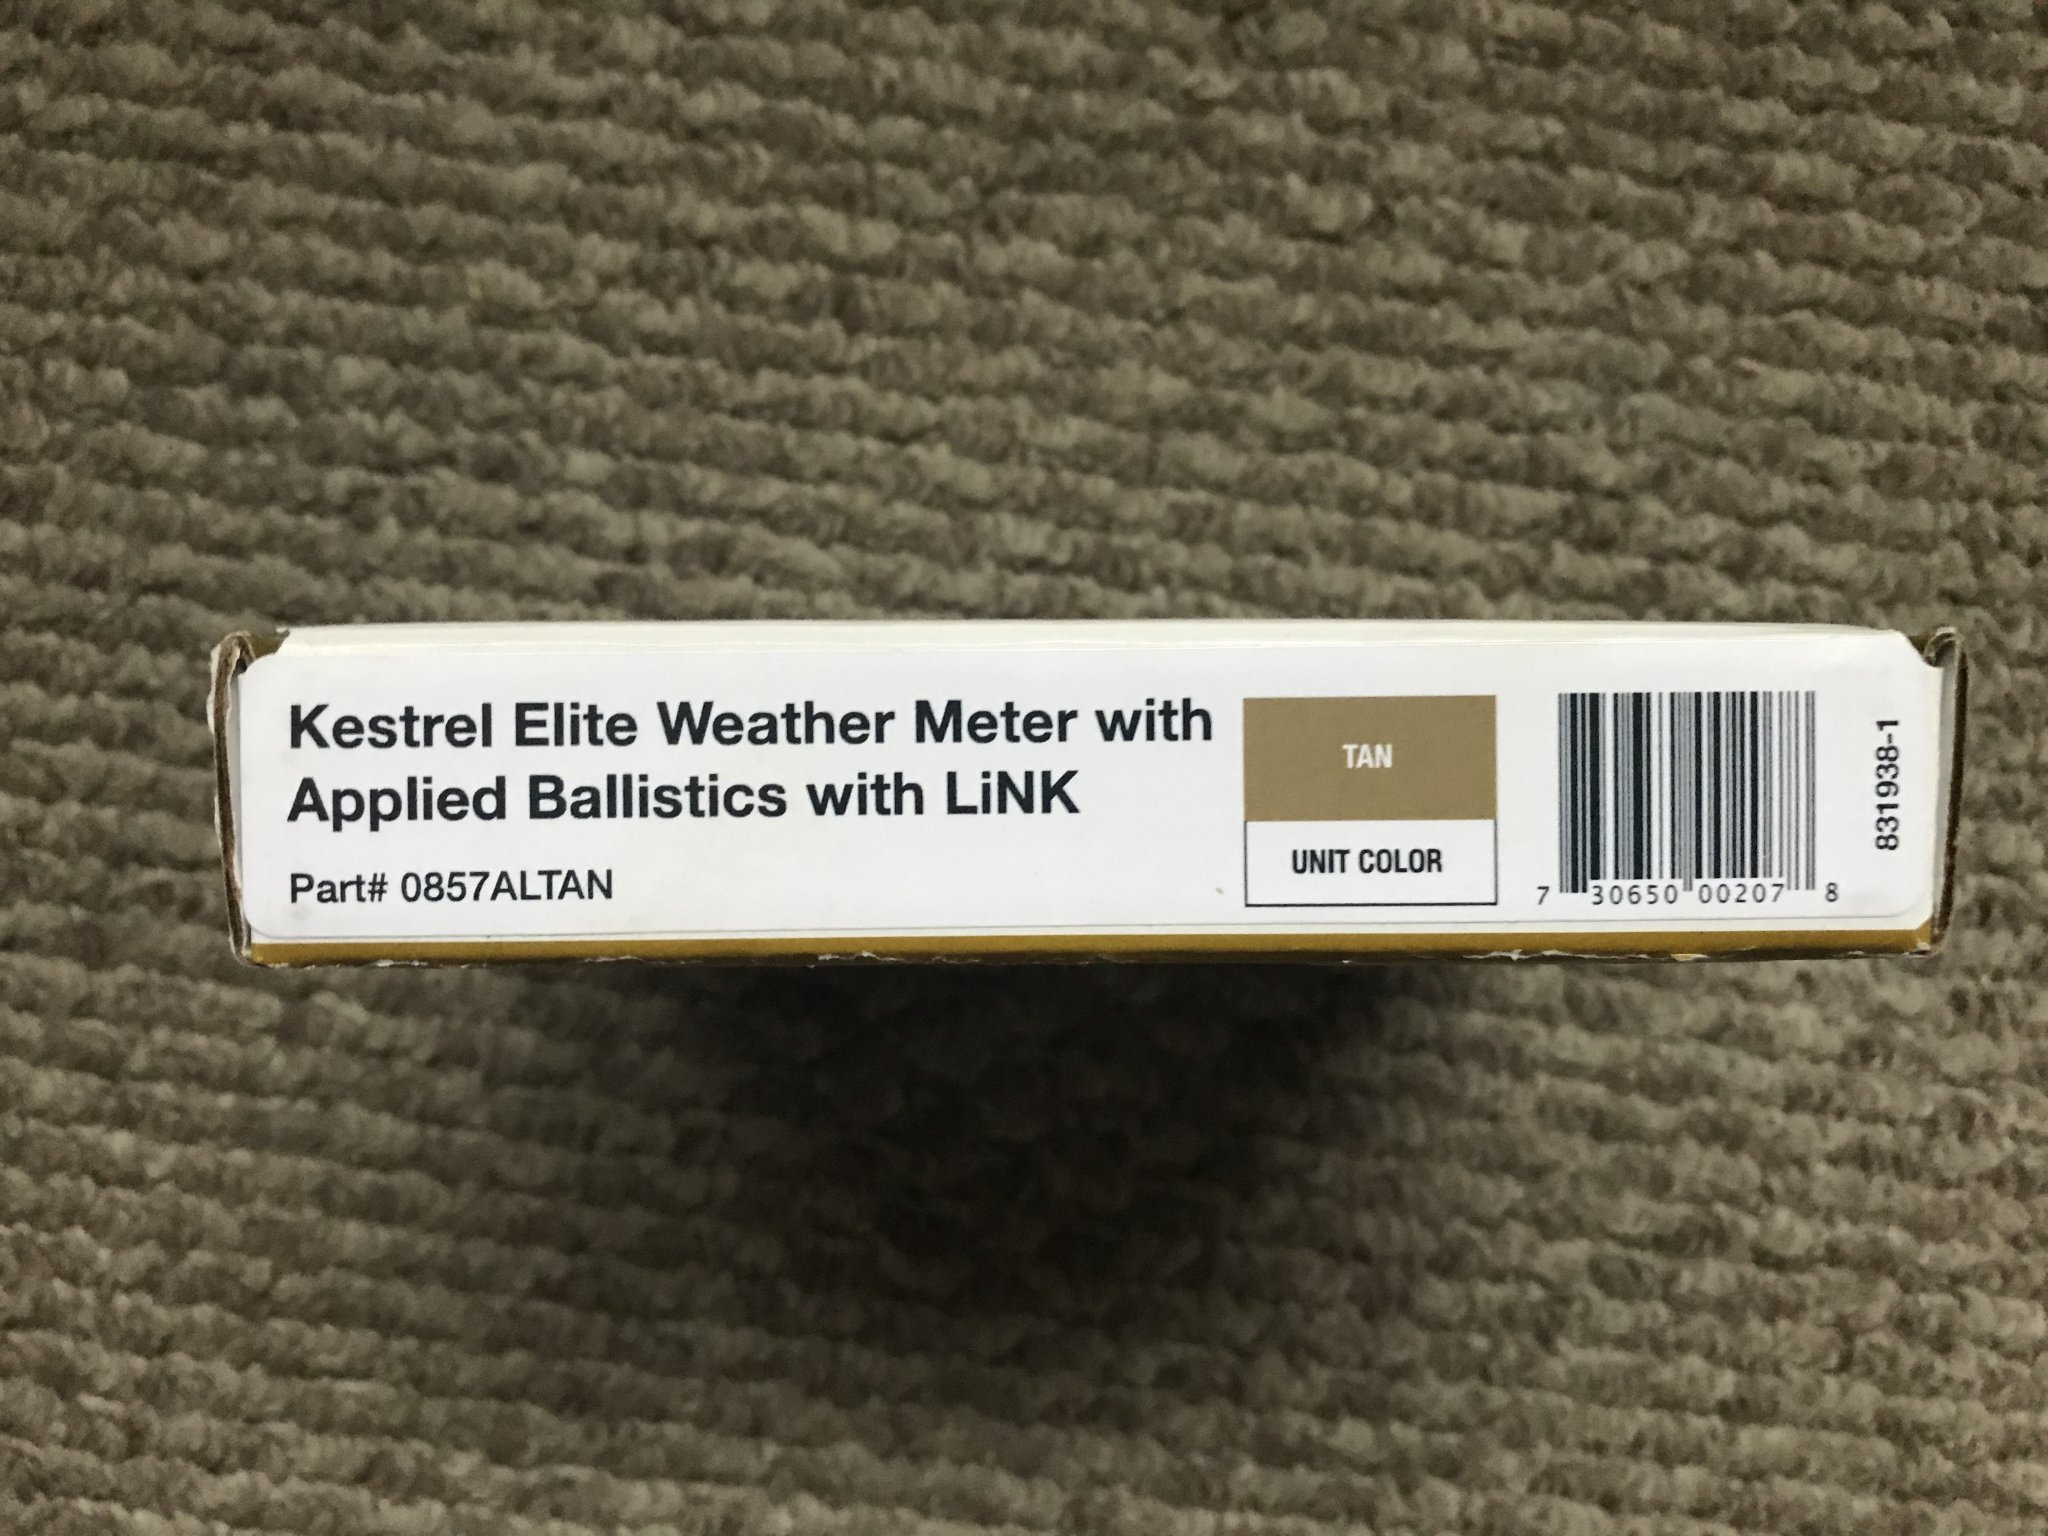 Kestrel Elite Weather Meter with
Applied Ballistics with LiNK
Part# 0857ALTAN
TAN
UNIT COLOR
7 30650 00207 8
831938-1